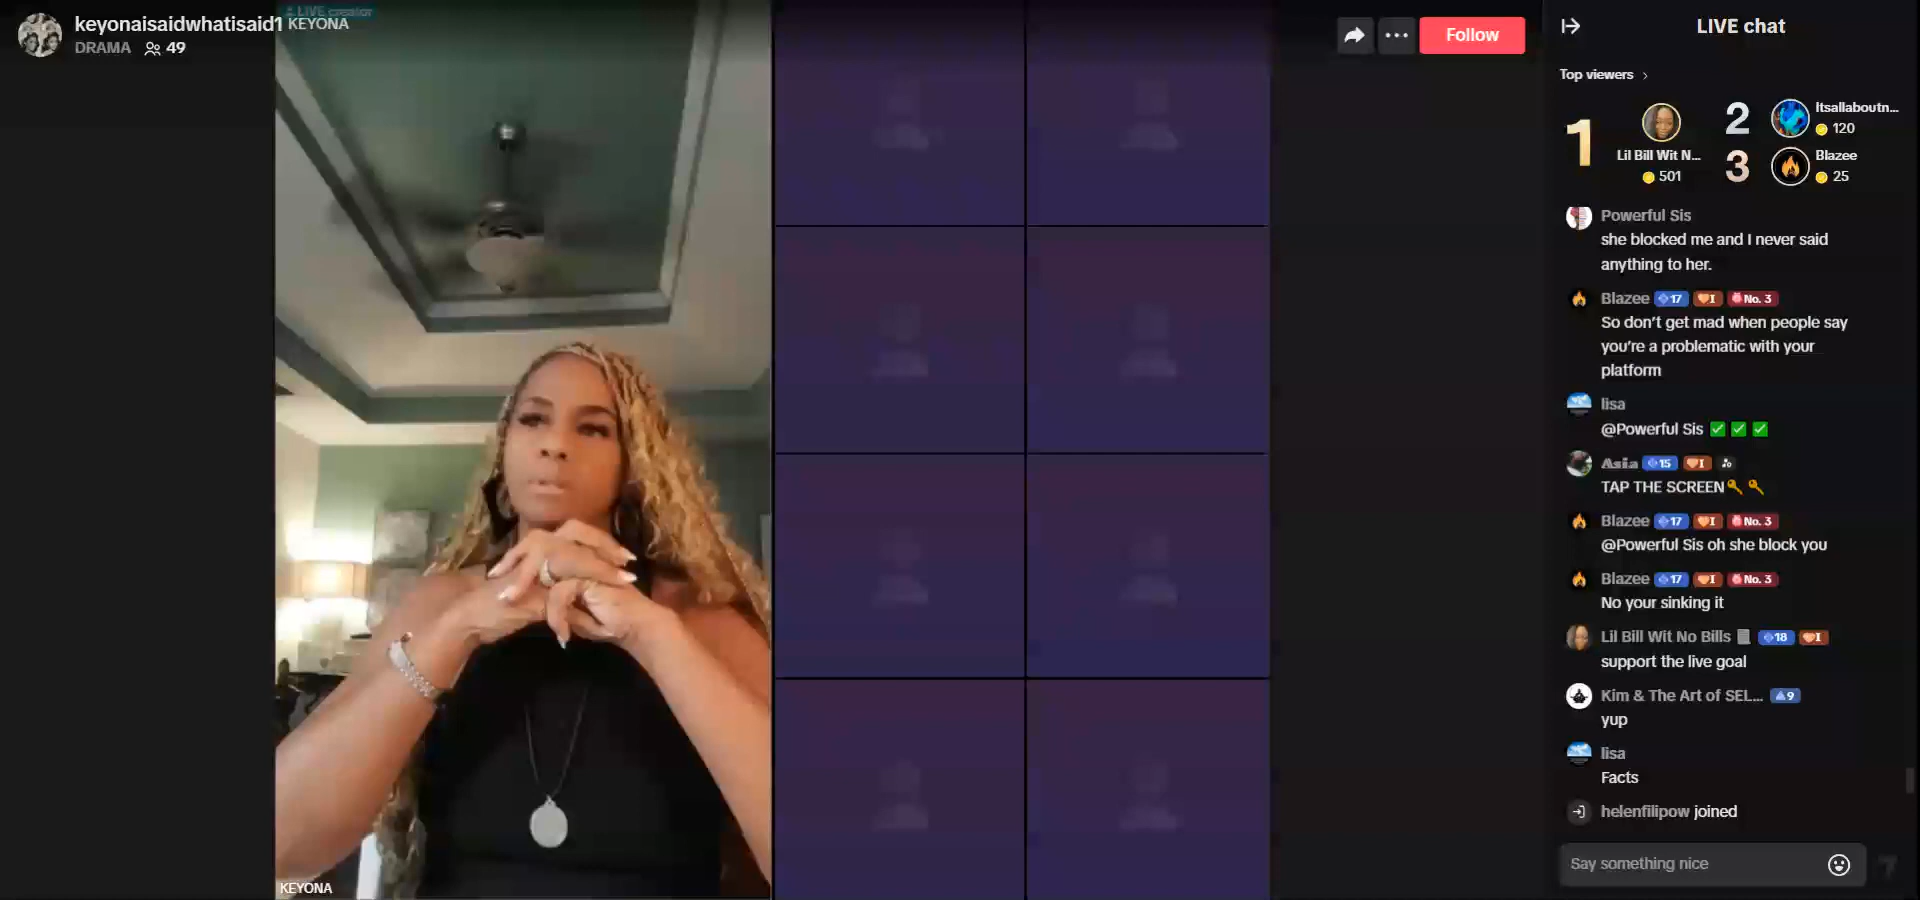 keyonaisaidwhatisaid1
DRAMA 49
LIVE creator
KEYONA
Follow
KEYONA
LIVE chat
Top viewers >
1
Lil Bill Wit N...
501
2
Itsallaboutn...
120
3
Blazee
25
Powerful Sis
she blocked me and I never said
anything to her.
Blazee 17 I No. 3
So don't get mad when people say
you're a problematic with your
platform
lisa
@Powerful Sis ✅ ✅ ✅
Asia 15 I
TAP THE SCREEN🔑 🔑
Blazee 17 I No. 3
@Powerful Sis oh she block you
Blazee 17 I No. 3
No your sinking it
Lil Bill Wit No Bills 18 I
support the live goal
Kim & The Art of SEL... 9
yup
lisa
Facts
helenfilipow joined
Say something nice